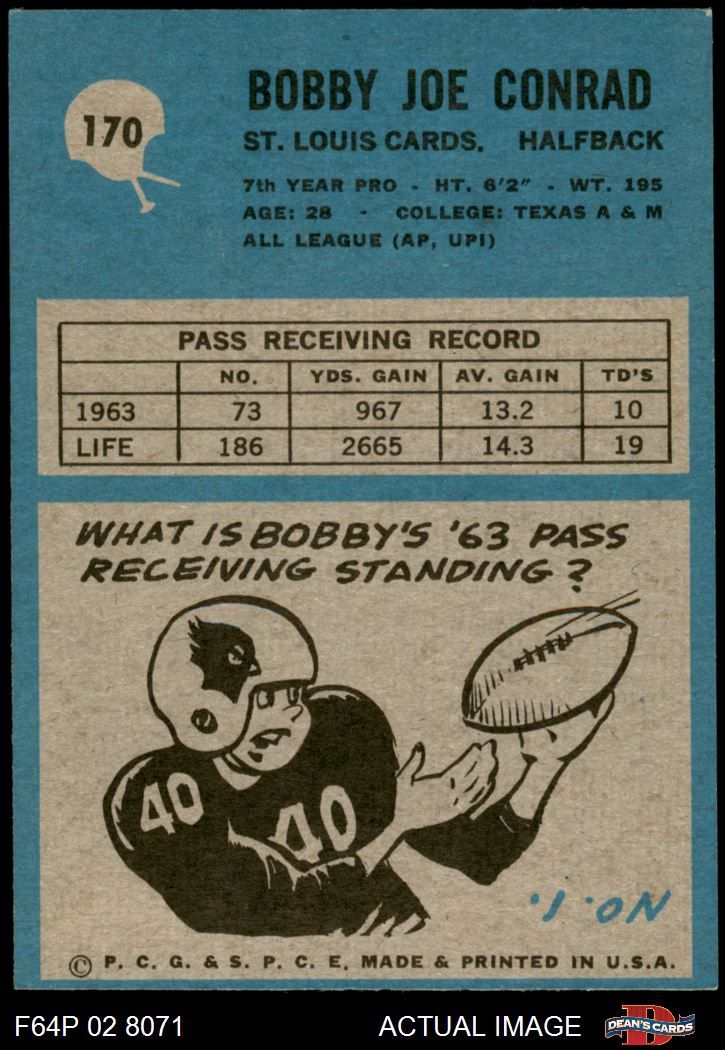 170
BOBBY JOE CONRAD
ST. LOUIS CARDS. HALFBACK
7th YEAR PRO - HT. 6'2" - WT. 195
AGE: 28 - COLLEGE: TEXAS A & M
ALL LEAGUE (AP, UPI)
PASS RECEIVING RECORD
NO. YDS. GAIN AV. GAIN TD'S
1963 73 967 13.2 10
LIFE 186 2665 14.3 19
WHAT IS BOBBY'S '63 PASS
RECEIVING STANDING?
40 40
NO. 1.
© P. C. G. & S. P. C. E. MADE & PRINTED IN U.S.A.
F64P 02 8071 ACTUAL IMAGE DEAN'S CARDS